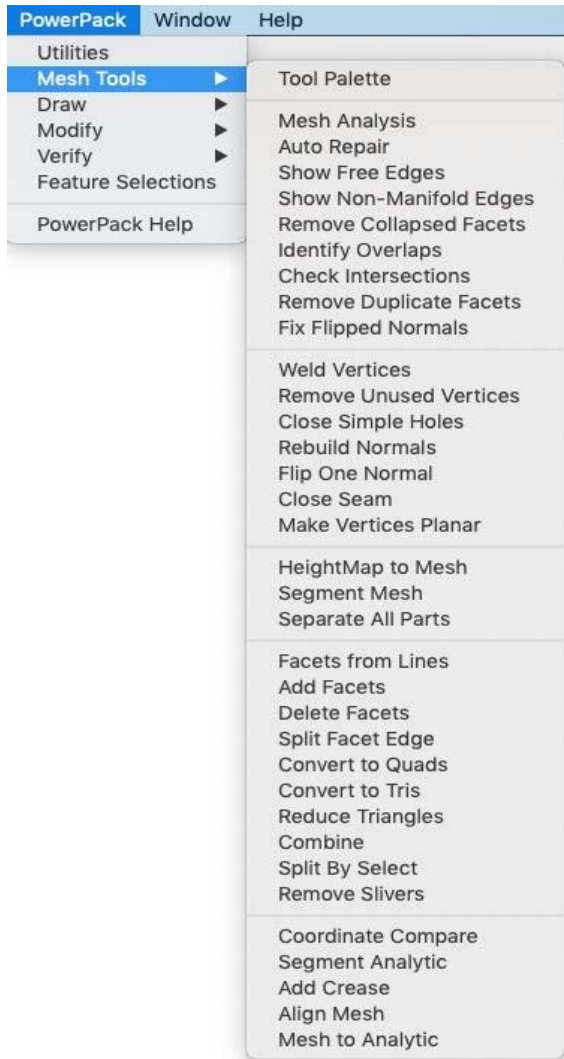 PowerPack Window Help
Utilities
Mesh Tools
Draw
Modify
Verify
Feature Selections
PowerPack Help
Tool Palette
Mesh Analysis
Auto Repair
Show Free Edges
Show Non-Manifold Edges
Remove Collapsed Facets
Identify Overlaps
Check Intersections
Remove Duplicate Facets
Fix Flipped Normals
Weld Vertices
Remove Unused Vertices
Close Simple Holes
Rebuild Normals
Flip One Normal
Close Seam
Make Vertices Planar
HeightMap to Mesh
Segment Mesh
Separate All Parts
Facets from Lines
Add Facets
Delete Facets
Split Facet Edge
Convert to Quads
Convert to Tris
Reduce Triangles
Combine
Split By Select
Remove Slivers
Coordinate Compare
Segment Analytic
Add Crease
Align Mesh
Mesh to Analytic